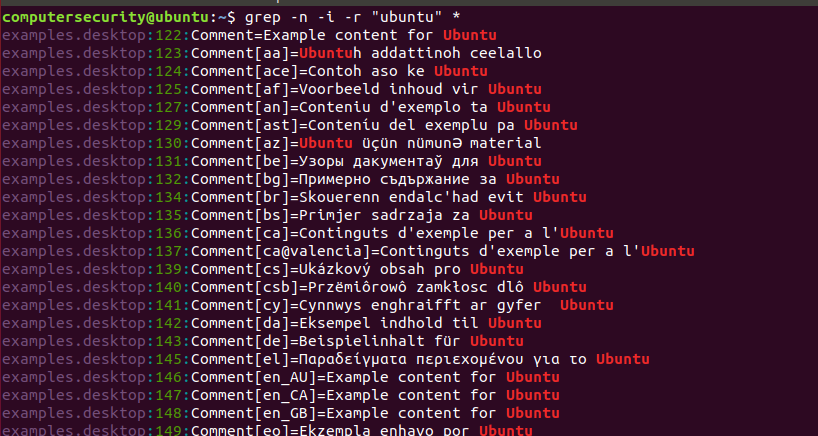 computersecurity@ubuntu:~$ grep -n -i -r "ubuntu" *
examples.desktop:122:Comment=Example content for Ubuntu
examples.desktop:123:Comment[aa]=Ubuntuh addattinoh ceelallo
examples.desktop:124:Comment[ace]=Contoh aso ke Ubuntu
examples.desktop:125:Comment[af]=Voorbeeld inhoud vir Ubuntu
examples.desktop:127:Comment[an]=Conteniu d'exemplo ta Ubuntu
examples.desktop:129:Comment[ast]=Conteníu del exemplu pa Ubuntu
examples.desktop:130:Comment[az]=Ubuntu üçün nümunƏ material
examples.desktop:131:Comment[be]=Узоры дакументаў для Ubuntu
examples.desktop:132:Comment[bg]=Примерно съдържание за Ubuntu
examples.desktop:134:Comment[br]=Skouerenn endalc'had evit Ubuntu
examples.desktop:135:Comment[bs]=Primjer sadrzaja za Ubuntu
examples.desktop:136:Comment[ca]=Continguts d'exemple per a l'Ubuntu
examples.desktop:137:Comment[ca@valencia]=Continguts d'exemple per a l'Ubuntu
examples.desktop:139:Comment[cs]=Ukázkový obsah pro Ubuntu
examples.desktop:140:Comment[csb]=Przëmiôrowô zamkłosc dlô Ubuntu
examples.desktop:141:Comment[cy]=Cynnwys enghraifft ar gyfer  Ubuntu
examples.desktop:142:Comment[da]=Eksempel indhold til Ubuntu
examples.desktop:143:Comment[de]=Beispielinhalt für Ubuntu
examples.desktop:145:Comment[el]=Παραδείγματα περιεχομένου για το Ubuntu
examples.desktop:146:Comment[en_AU]=Example content for Ubuntu
examples.desktop:147:Comment[en_CA]=Example content for Ubuntu
examples.desktop:148:Comment[en_GB]=Example content for Ubuntu
examples.desktop:149:Comment[eo]=Ekzempla enhavo por Ubuntu